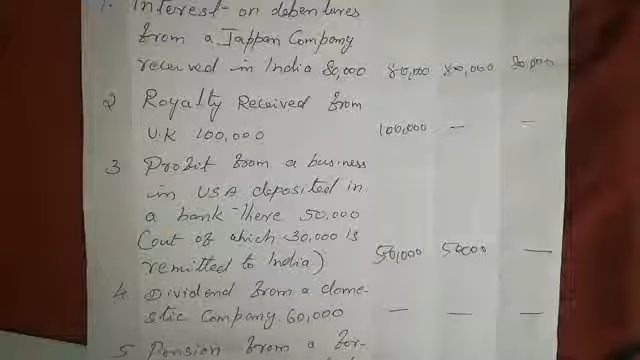 1. Interest on debentures
from a Jappan Company
received in India 80,000 80,000 80,000 80,000
2 Royalty Received from
U.K 100,000 100,000 — —
3 Profit from a business
in USA deposited in
a bank there 50,000
(out of which 30,000 is
remitted to India) 50,000 50000 —
4 Dividend from a dome-
stic Company 60,000 — — —
5 Pension from a for-